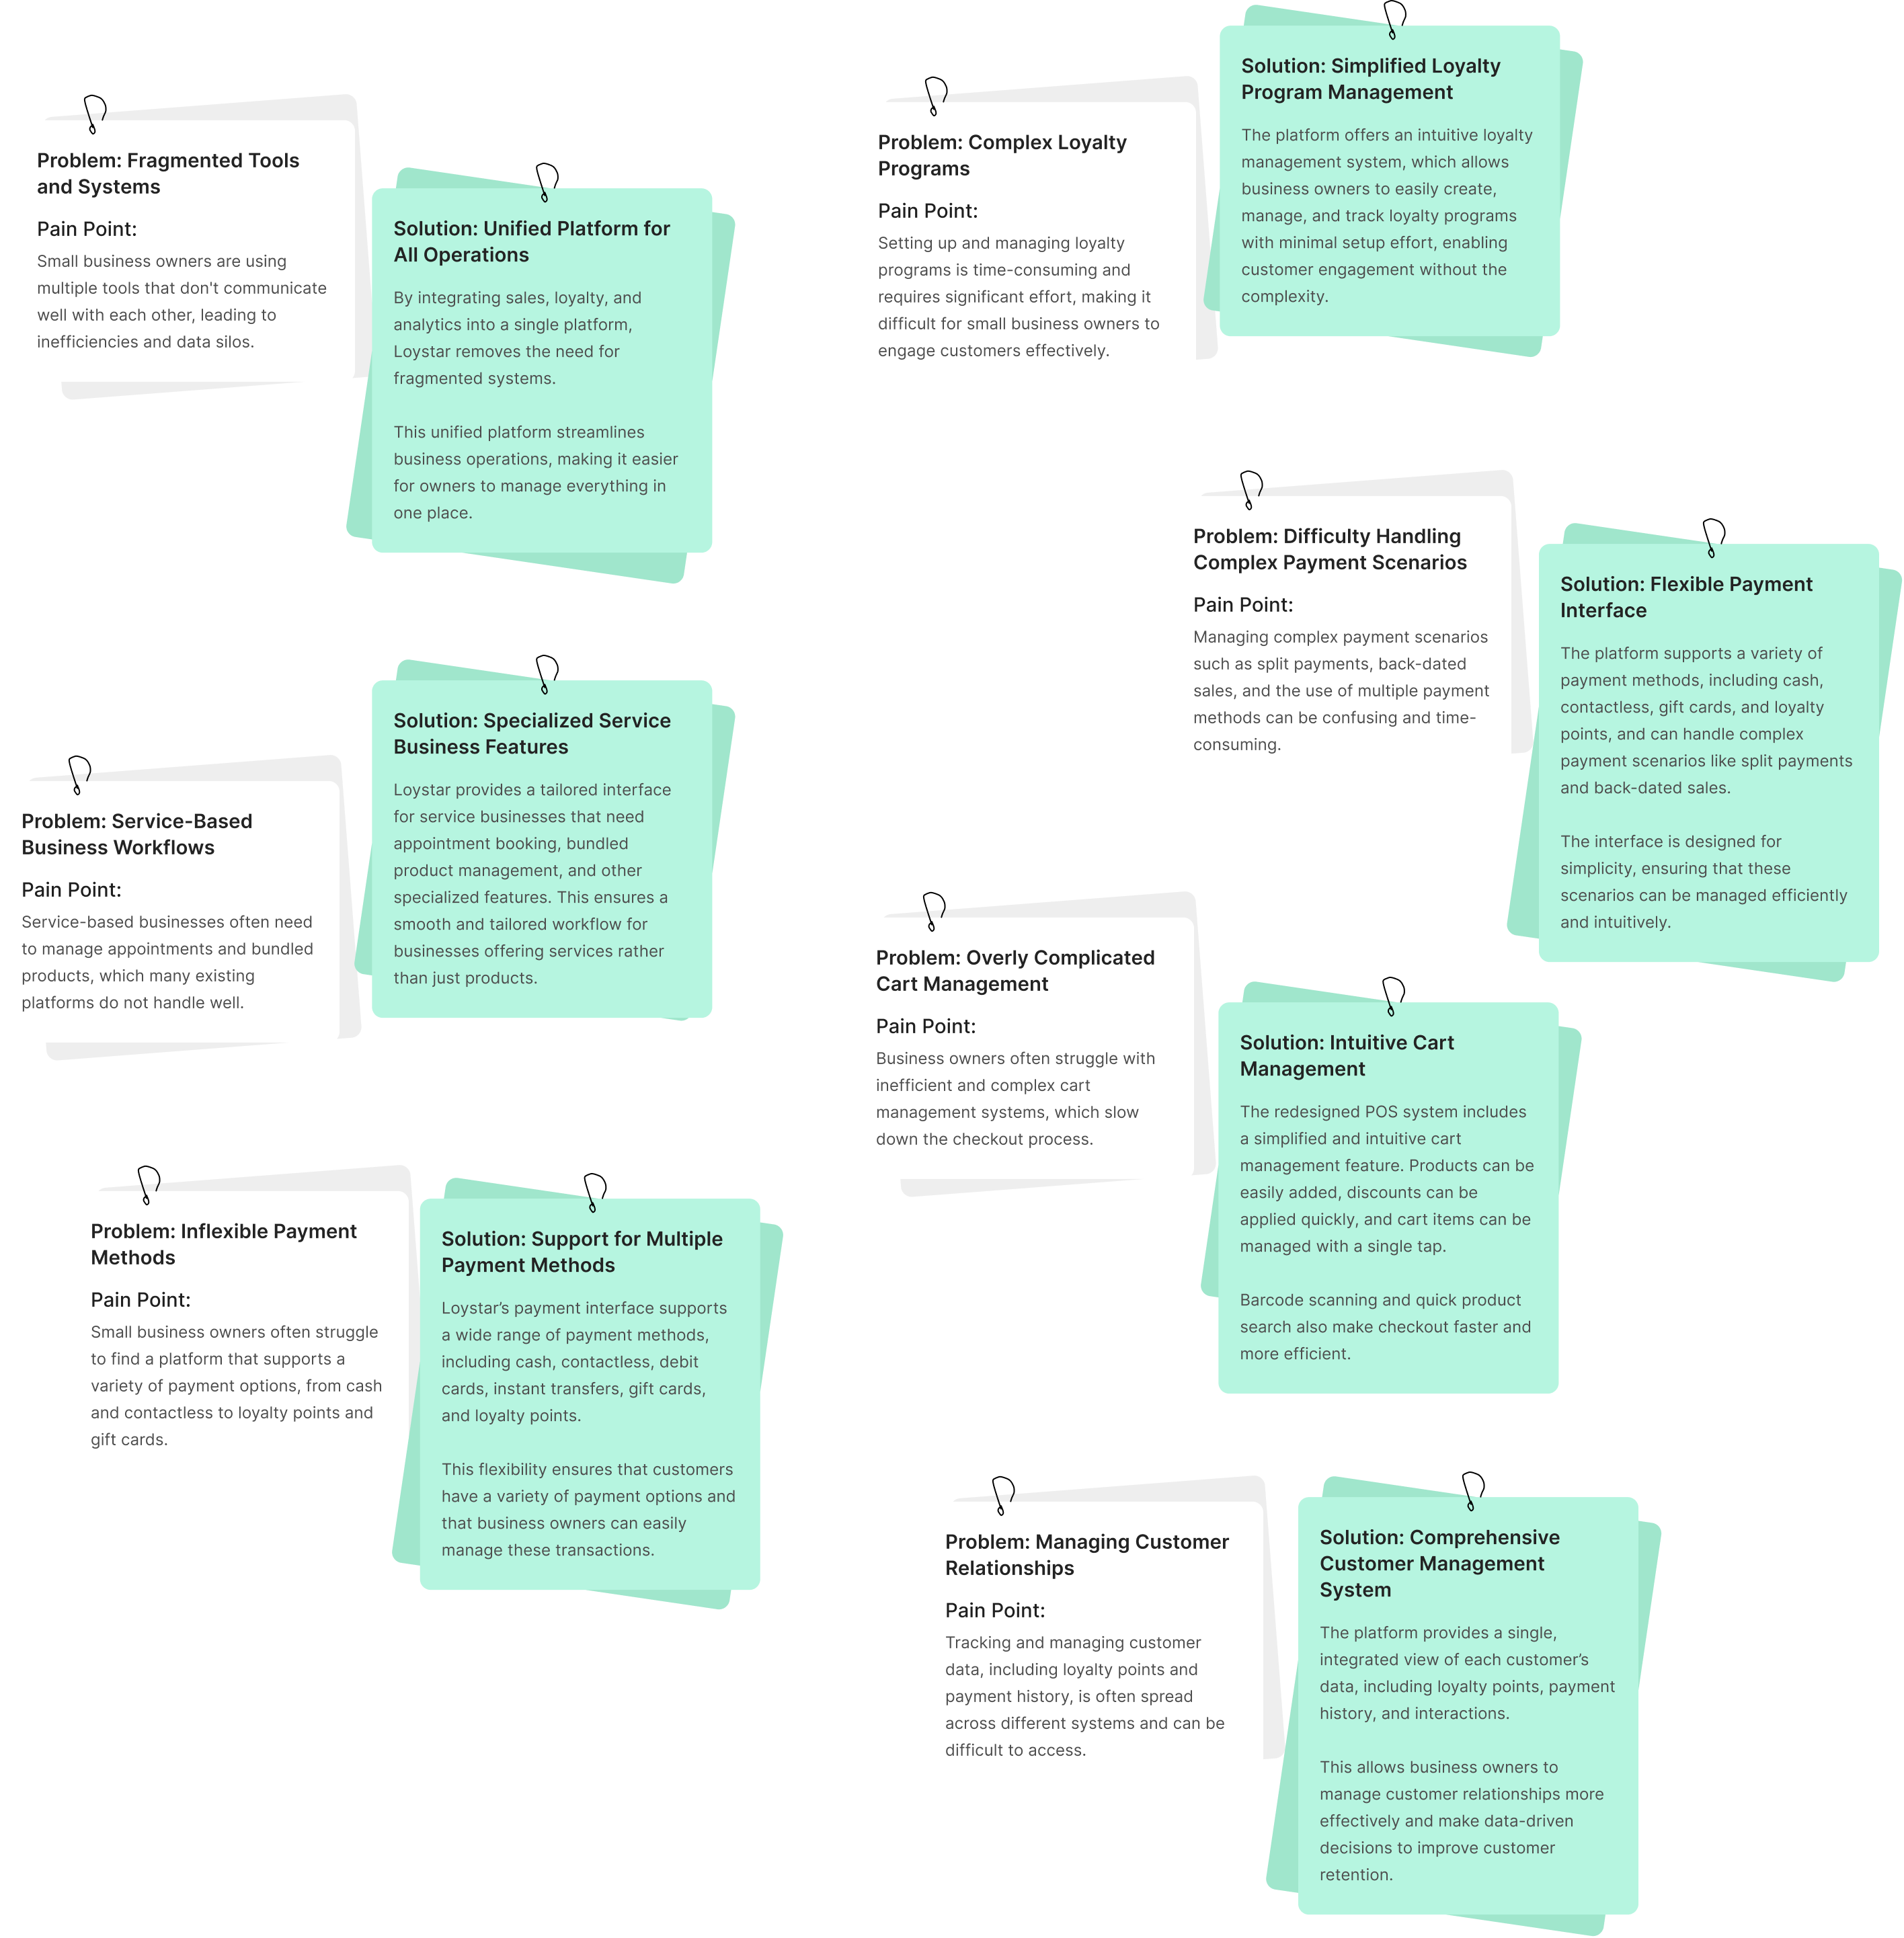 Problem: Fragmented Tools
and Systems
Pain Point:
Small business owners are using
multiple tools that don't communicate
well with each other, leading to
inefficiencies and data silos.
Solution: Unified Platform for
All Operations
By integrating sales, loyalty, and
analytics into a single platform,
Loystar removes the need for
fragmented systems.
This unified platform streamlines
business operations, making it easier
for owners to manage everything in
one place.
Problem: Complex Loyalty
Programs
Pain Point:
Setting up and managing loyalty
programs is time-consuming and
requires significant effort, making it
difficult for small business owners to
engage customers effectively.
Solution: Simplified Loyalty
Program Management
The platform offers an intuitive loyalty
management system, which allows
business owners to easily create,
manage, and track loyalty programs
with minimal setup effort, enabling
customer engagement without the
complexity.
Problem: Difficulty Handling
Complex Payment Scenarios
Pain Point:
Managing complex payment scenarios
such as split payments, back-dated
sales, and the use of multiple payment
methods can be confusing and time-
consuming.
Solution: Flexible Payment
Interface
The platform supports a variety of
payment methods, including cash,
contactless, gift cards, and loyalty
points, and can handle complex
payment scenarios like split payments
and back-dated sales.
The interface is designed for
simplicity, ensuring that these
scenarios can be managed efficiently
and intuitively.
Problem: Service-Based
Business Workflows
Pain Point:
Service-based businesses often need
to manage appointments and bundled
products, which many existing
platforms do not handle well.
Solution: Specialized Service
Business Features
Loystar provides a tailored interface
for service businesses that need
appointment booking, bundled
product management, and other
specialized features. This ensures a
smooth and tailored workflow for
businesses offering services rather
than just products.
Problem: Overly Complicated
Cart Management
Pain Point:
Business owners often struggle with
inefficient and complex cart
management systems, which slow
down the checkout process.
Solution: Intuitive Cart
Management
The redesigned POS system includes
a simplified and intuitive cart
management feature. Products can be
easily added, discounts can be
applied quickly, and cart items can be
managed with a single tap.
Barcode scanning and quick product
search also make checkout faster and
more efficient.
Problem: Inflexible Payment
Methods
Pain Point:
Small business owners often struggle
to find a platform that supports a
variety of payment options, from cash
and contactless to loyalty points and
gift cards.
Solution: Support for Multiple
Payment Methods
Loystar’s payment interface supports
a wide range of payment methods,
including cash, contactless, debit
cards, instant transfers, gift cards,
and loyalty points.
This flexibility ensures that customers
have a variety of payment options and
that business owners can easily
manage these transactions.
Problem: Managing Customer
Relationships
Pain Point:
Tracking and managing customer
data, including loyalty points and
payment history, is often spread
across different systems and can be
difficult to access.
Solution: Comprehensive
Customer Management
System
The platform provides a single,
integrated view of each customer’s
data, including loyalty points, payment
history, and interactions.
This allows business owners to
manage customer relationships more
effectively and make data-driven
decisions to improve customer
retention.